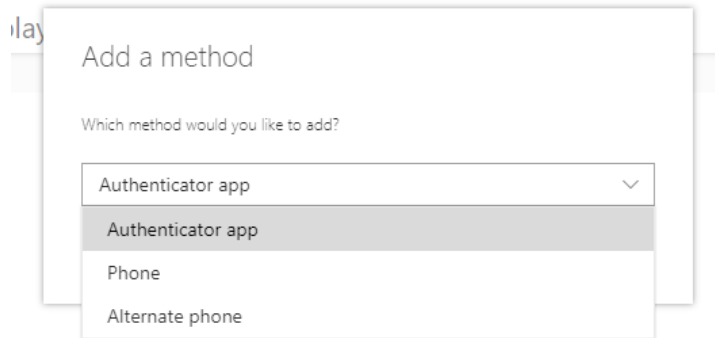 Add a method
Which method would you like to add?
Authenticator app
Authenticator app
Phone
Alternate phone